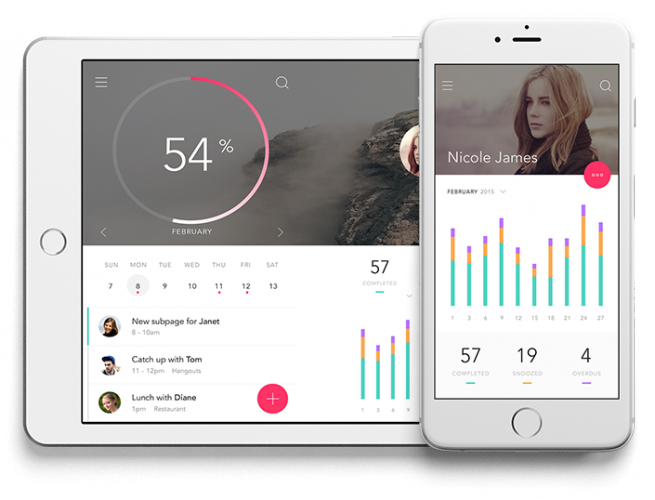 54 %
FEBRUARY
SUN MON TUE WED THU FRI SAT
7 8 9 10 11 12 13
New subpage for Janet
8 - 10am
Catch up with Tom
11 - 12pm Hangouts
Lunch with Diane
1pm Restaurant
57
COMPLETED
1 3 6 9
Nicole James
FEBRUARY 2015
1 3 6 9 12 15 18 21 24 27
57 19 4
COMPLETED SNOOZED OVERDUE